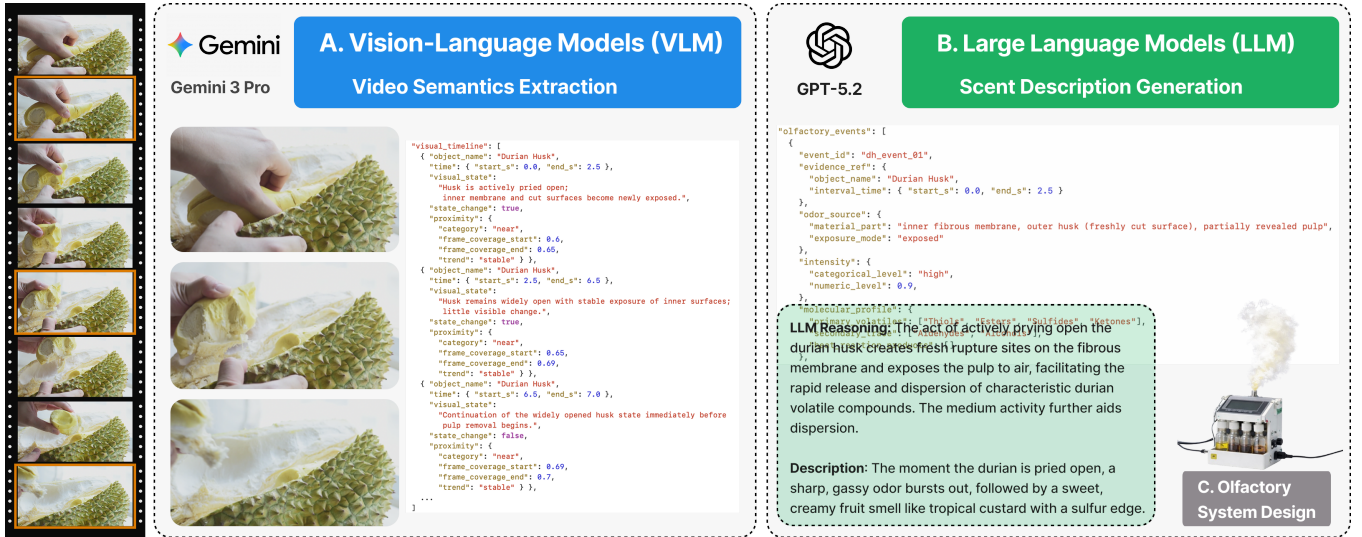 Gemini
Gemini 3 Pro
A. Vision-Language Models (VLM)
Video Semantics Extraction
"visual_timeline": [
{ "object_name": "Durian Husk",
"time": { "start_s": 0.0, "end_s": 2.5 },
"visual_state":
"Husk is actively pried open;
inner membrane and cut surfaces become newly exposed.",
"state_change": true,
"proximity": {
"category": "near",
"frame_coverage_start": 0.6,
"frame_coverage_end": 0.65,
"trend": "stable" } },
{ "object_name": "Durian Husk",
"time": { "start_s": 2.5, "end_s": 6.5 },
"visual_state":
"Husk remains widely open with stable exposure of inner surfaces;
little visible change.",
"state_change": true,
"proximity": {
"category": "near",
"frame_coverage_start": 0.65,
"frame_coverage_end": 0.69,
"trend": "stable" } },
{ "object_name": "Durian Husk",
"time": { "start_s": 6.5, "end_s": 7.0 },
"visual_state":
"Continuation of the widely opened husk state immediately before
pulp removal begins.",
"state_change": false,
"proximity": {
"category": "near",
"frame_coverage_start": 0.69,
"frame_coverage_end": 0.7,
"trend": "stable" } },
...
]
GPT-5.2
B. Large Language Models (LLM)
Scent Description Generation
"olfactory_events": [
{
"event_id": "dh_event_01",
"evidence_ref": {
"object_name": "Durian Husk",
"interval_time": { "start_s": 0.0, "end_s": 2.5 }
},
"odor_source": {
"material_part": "inner fibrous membrane, outer husk (freshly cut surface), partially revealed pulp",
"exposure_mode": "exposed"
},
"intensity": {
"categorical_level": "high",
"numeric_level": 0.9,
},
"molecular_profile": {
"primary_volatiles": ["Thiols", "Esters", "Sulfides", "Ketones"],
LLM Reasoning: The act of actively prying open the
durian husk creates fresh rupture sites on the fibrous
membrane and exposes the pulp to air, facilitating the
rapid release and dispersion of characteristic durian
volatile compounds. The medium activity further aids
dispersion.
Description: The moment the durian is pried open, a
sharp, gassy odor bursts out, followed by a sweet,
creamy fruit smell like tropical custard with a sulfur edge.
C. Olfactory
System Design